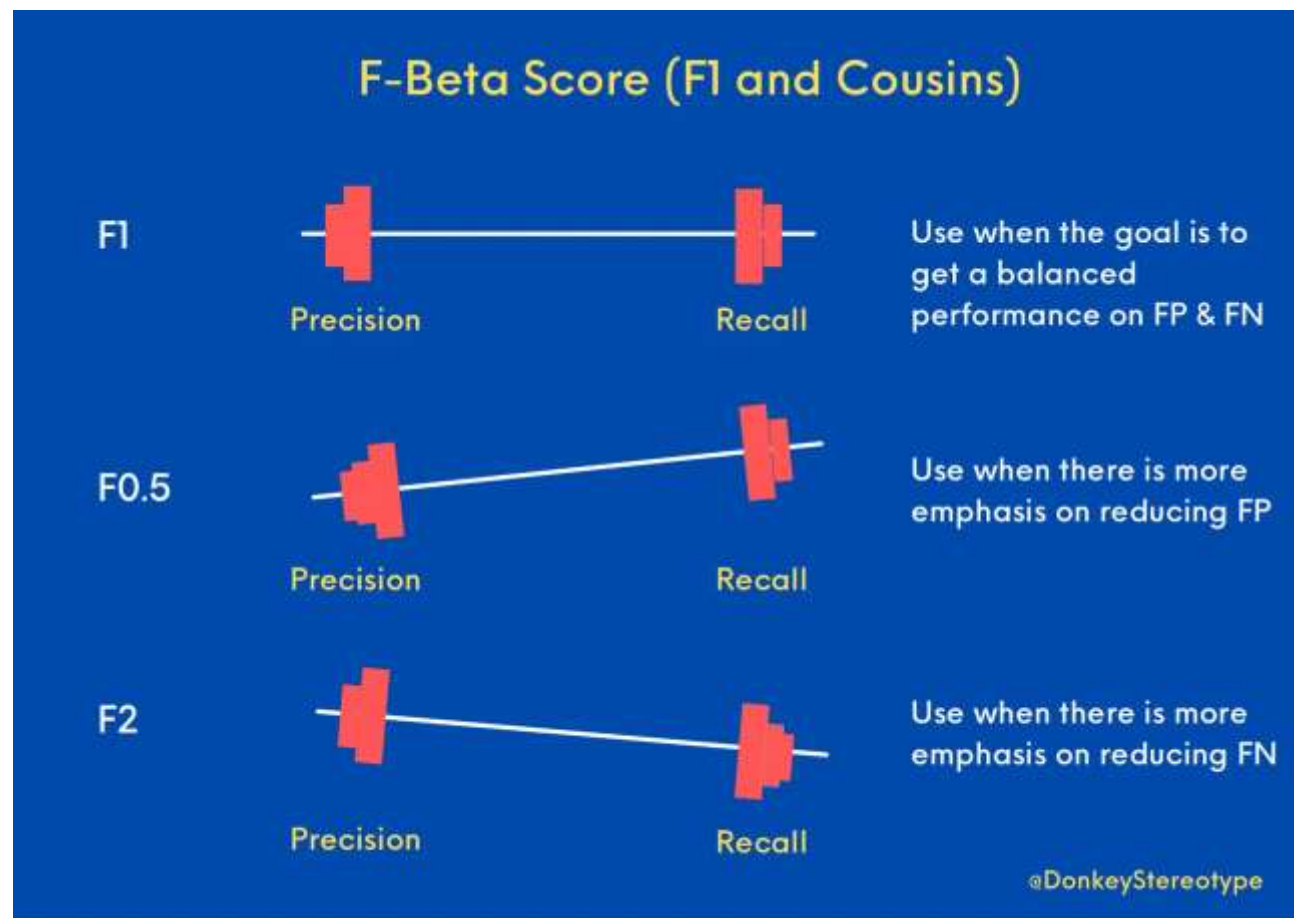 F-Beta Score (F1 and Cousins)
F1
Precision
Recall
Use when the goal is to
get a balanced
performance on FP & FN
F0.5
Precision
Recall
Use when there is more
emphasis on reducing FP
F2
Precision
Recall
Use when there is more
emphasis on reducing FN
@DonkeyStereotype